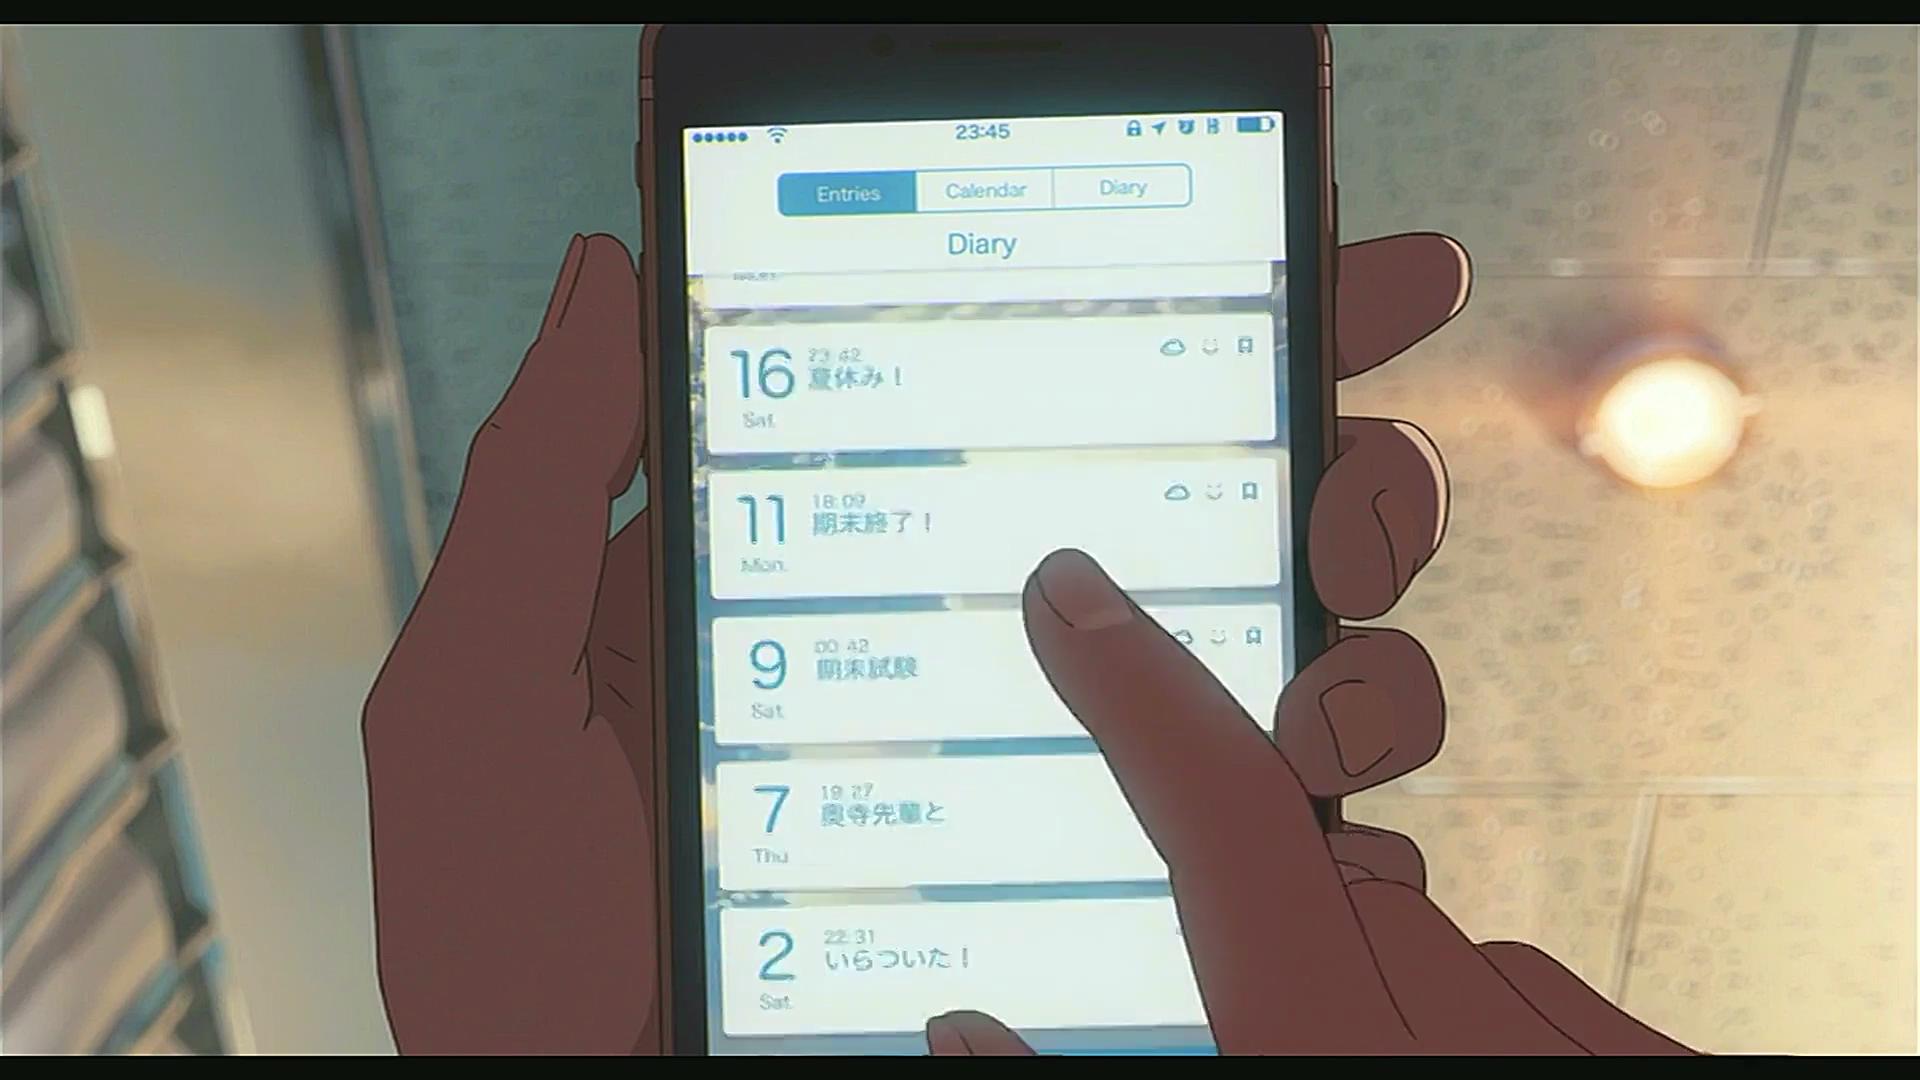 23:45
Entries Calendar Diary
Diary
16
23:42
夏休み！
Sat.
11
18:09
期末終了！
Mon.
9
00:42
期末試験
Sat.
7
19:27
奥寺先輩と
Thu
2
22:31
いらついた！
Sat.